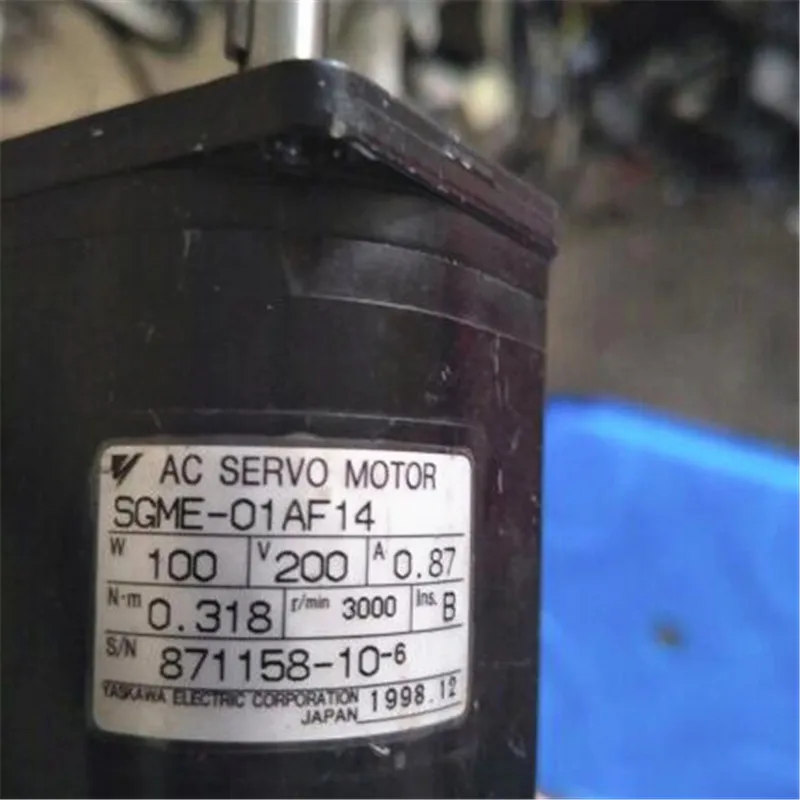 AC SERVO MOTOR
SGME-01AF14
W 100 V 200 A 0.87
N·m 0.318 r/min 3000 Ins. B
S/N 871158-10-6
YASKAWA ELECTRIC CORPORATION 1998.12
JAPAN